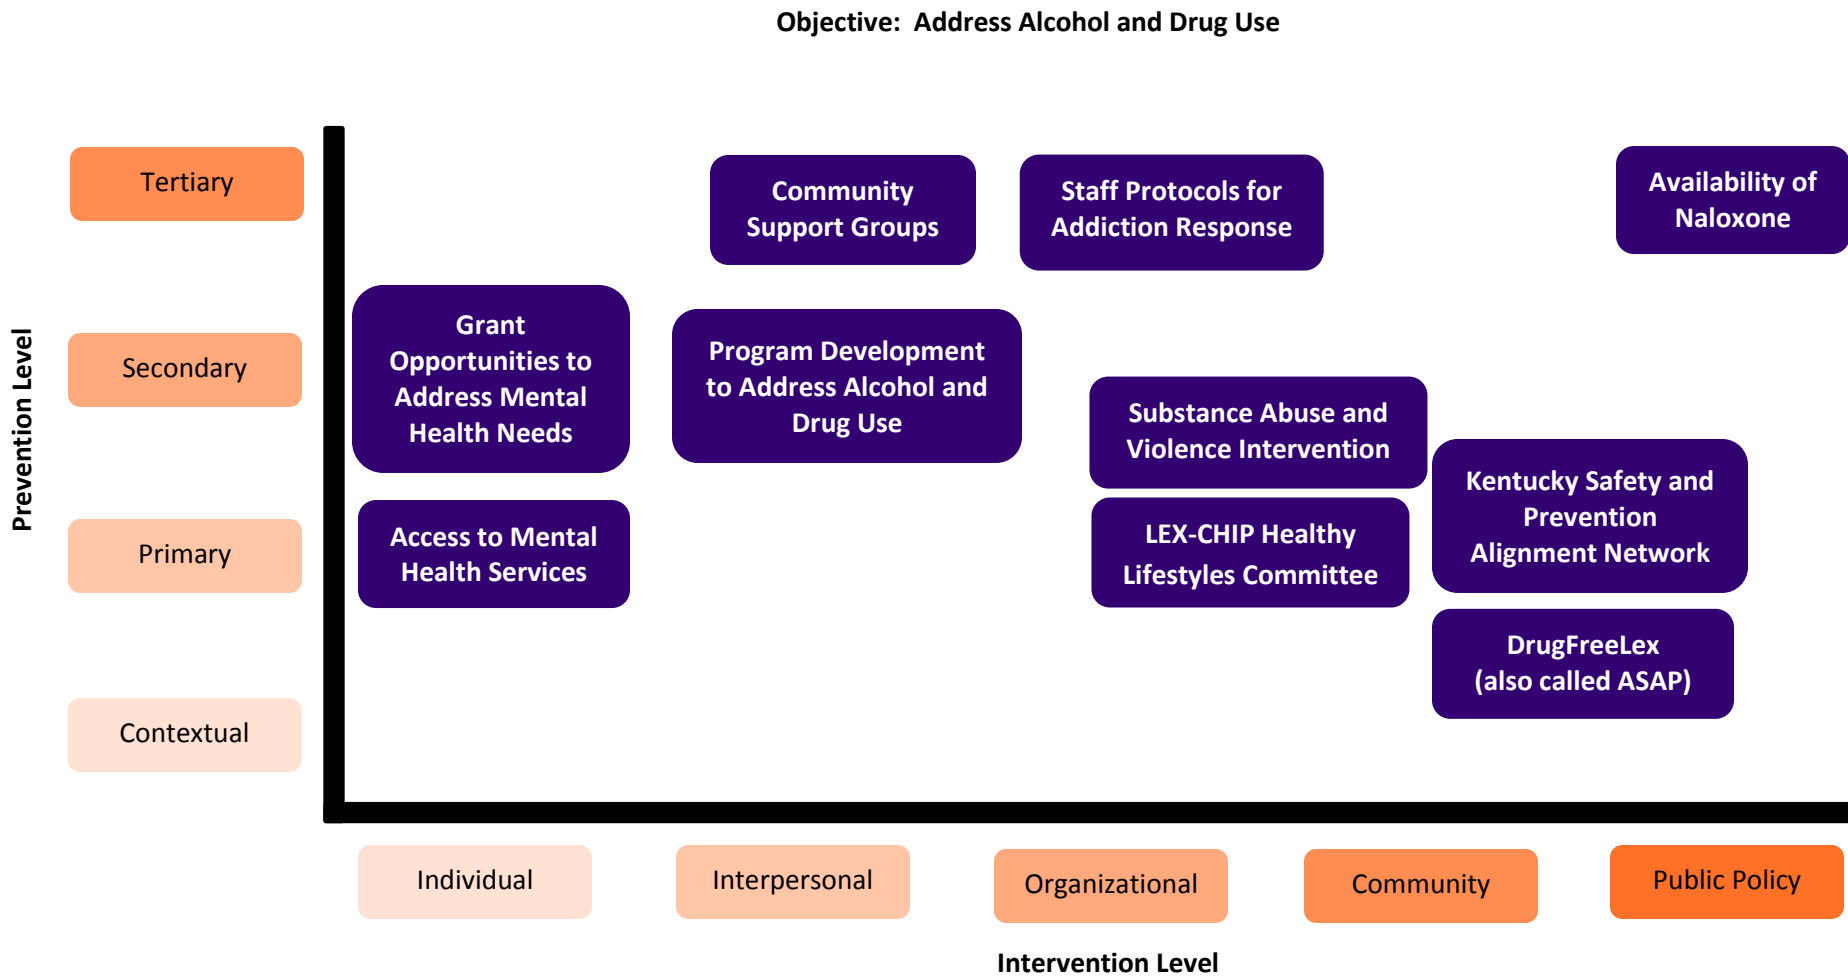 Objective:  Address Alcohol and Drug Use
Prevention Level
Tertiary
Secondary
Primary
Contextual
Community
Support Groups
Staff Protocols for
Addiction Response
Availability of
Naloxone
Grant
Opportunities to
Address Mental
Health Needs
Program Development
to Address Alcohol and
Drug Use
Substance Abuse and
Violence Intervention
Kentucky Safety and
Prevention
Alignment Network
Access to Mental
Health Services
LEX-CHIP Healthy
Lifestyles Committee
DrugFreeLex
(also called ASAP)
Individual
Interpersonal
Organizational
Community
Public Policy
Intervention Level